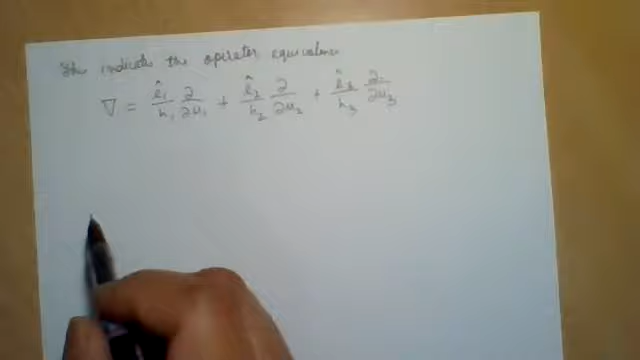 This indicates the operator equivalence
∇ = ê₁/h₁ ∂/∂u₁ + ê₂/h₂ ∂/∂u₂ + ê₃/h₃ ∂/∂u₃